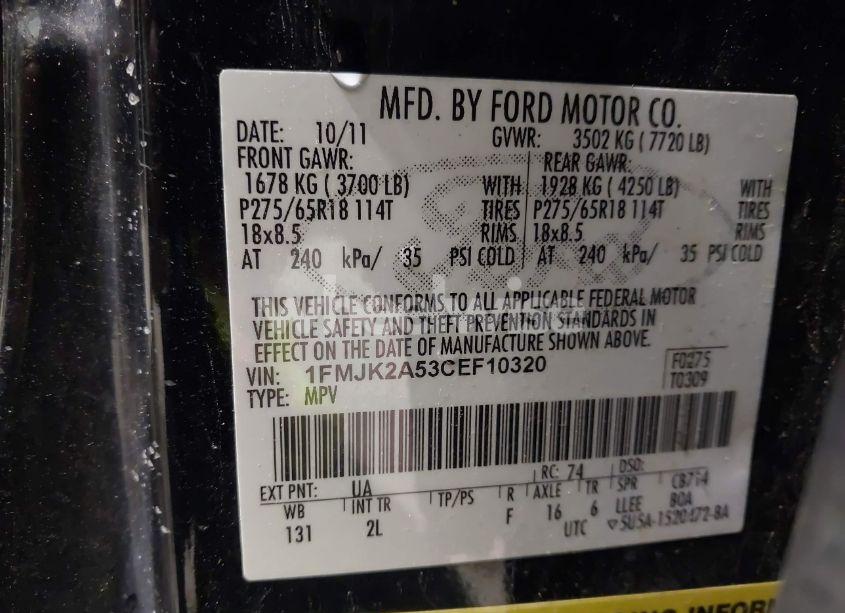 MFD. BY FORD MOTOR CO.
DATE: 10/11 GVWR: 3502 KG ( 7720 LB)
FRONT GAWR: REAR GAWR:
1678 KG ( 3700 LB) WITH 1928 KG ( 4250 LB) WITH
P275/65R18 114T TIRES P275/65R18 114T TIRES
18x8.5 RIMS 18x8.5 RIMS
AT 240 kPa/ 35 PSI COLD AT 240 kPa/ 35 PSI COLD
THIS VEHICLE CONFORMS TO ALL APPLICABLE FEDERAL MOTOR
VEHICLE SAFETY AND THEFT PREVENTION STANDARDS IN
EFFECT ON THE DATE OF MANUFACTURE SHOWN ABOVE.
VIN: 1FMJK2A53CEF10320 F0275
TYPE: MPV T0309
RC: 74 DSO:
EXT PNT: UA CB714
WB INT TR TP/PS R AXLE TR SPR BOA
131 2L F 16 6 LLEE
UTC ▽SU5A-1520472-BA